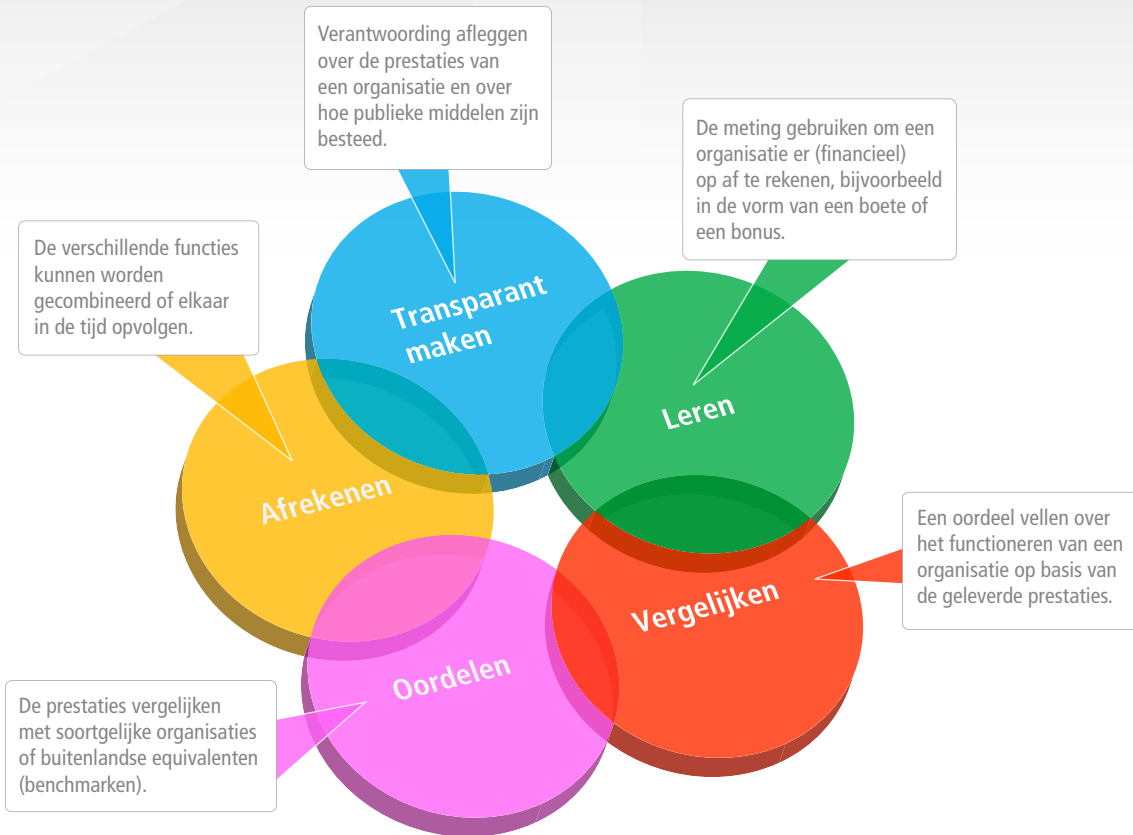 Verantwoording afleggen
over de prestaties van
een organisatie en over
hoe publieke middelen zijn
besteed.
De meting gebruiken om een
organisatie er (financieel)
op af te rekenen, bijvoorbeeld
in de vorm van een boete of
een bonus.
De verschillende functies
kunnen worden
gecombineerd of elkaar
in de tijd opvolgen.
Transparant
maken
Leren
Afrekenen
Een oordeel vellen over
het functioneren van een
organisatie op basis van
de geleverde prestaties.
Vergelijken
Oordelen
De prestaties vergelijken
met soortgelijke organisaties
of buitenlandse equivalenten
(benchmarken).